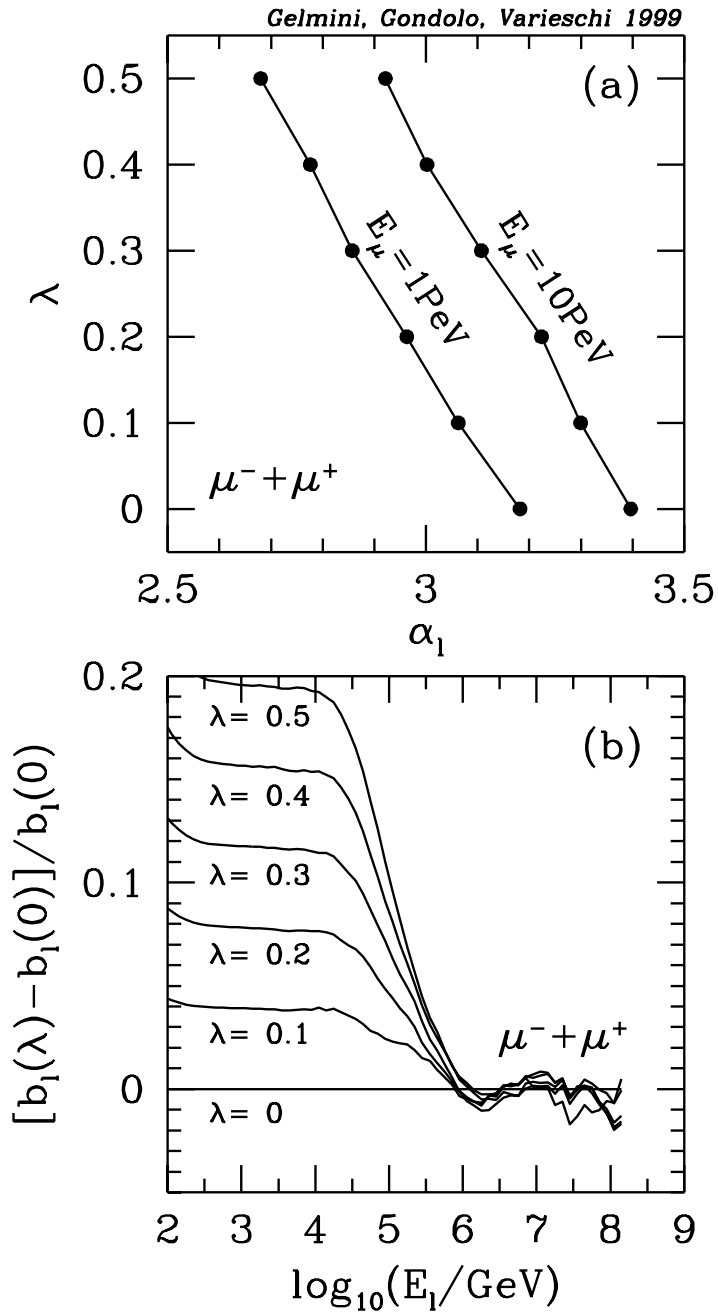 Gelmini, Gondolo, Varieschi 1999
(a)
0.5
0.4
0.3
0.2
0.1
0
λ
E_μ=1PeV
E_μ=10PeV
μ⁻+μ⁺
2.5 3 3.5
α_l
(b)
0.2
0.1
0
[b_l(λ)−b_l(0)]/b_l(0)
λ= 0.5
λ= 0.4
λ= 0.3
λ= 0.2
λ= 0.1
λ= 0
μ⁻+μ⁺
2 3 4 5 6 7 8 9
log₁₀(E_l/GeV)